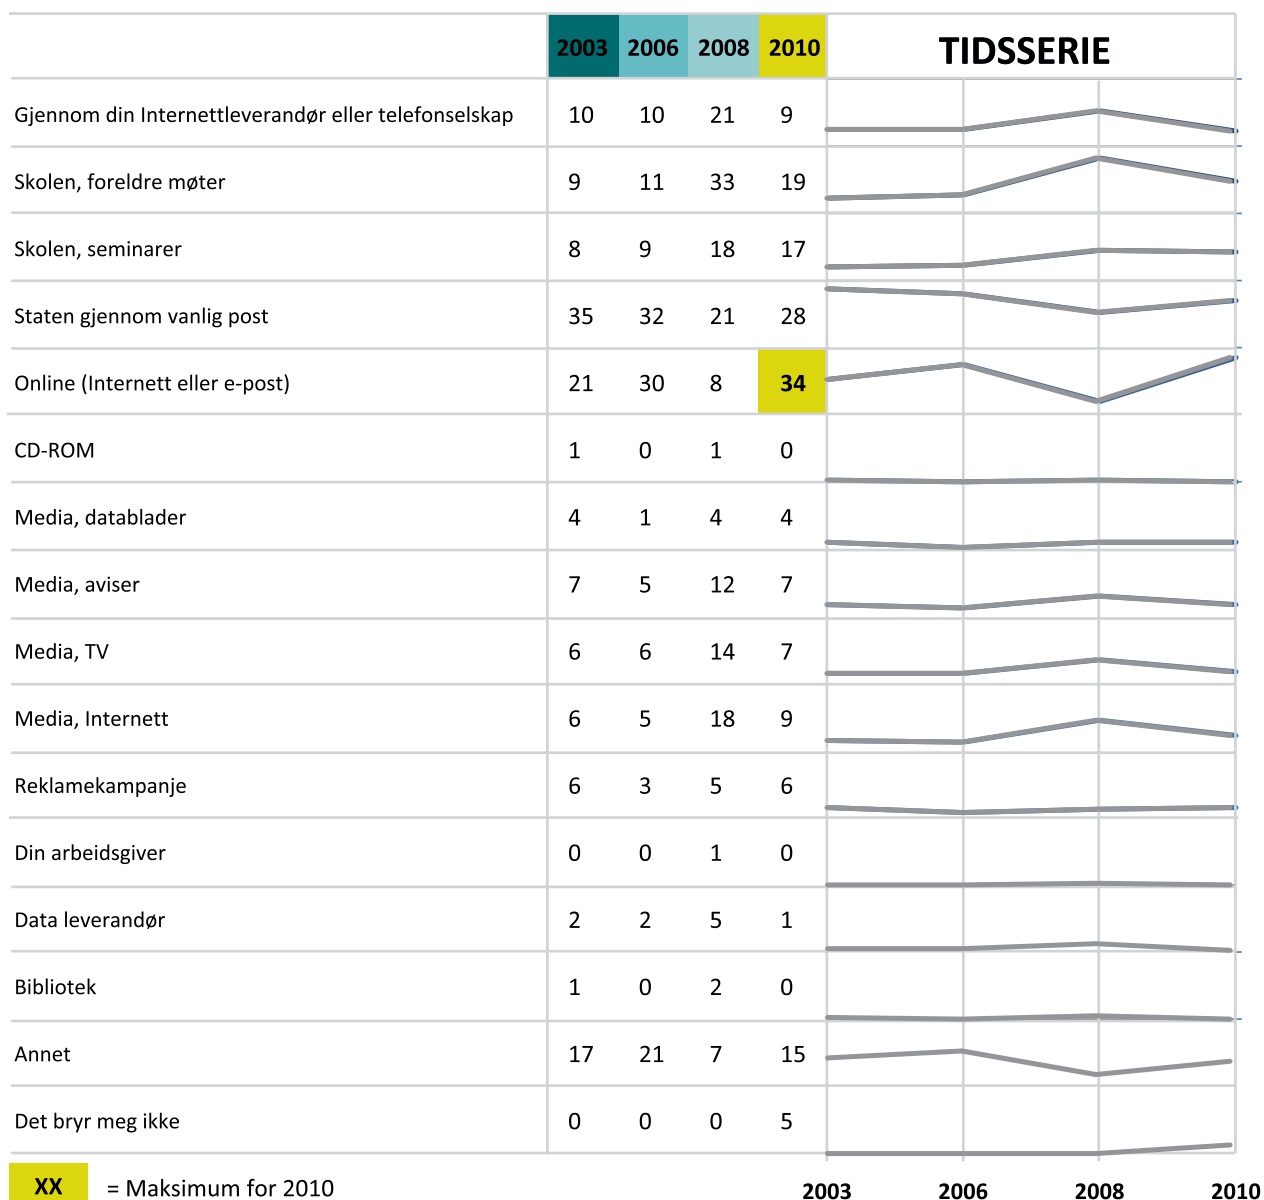 2003 2006 2008 2010 TIDSSERIE
Gjennom din Internettleverandør eller telefonselskap 10 10 21 9
Skolen, foreldre møter 9 11 33 19
Skolen, seminarer 8 9 18 17
Staten gjennom vanlig post 35 32 21 28
Online (Internett eller e-post) 21 30 8 34
CD-ROM 1 0 1 0
Media, datablader 4 1 4 4
Media, aviser 7 5 12 7
Media, TV 6 6 14 7
Media, Internett 6 5 18 9
Reklamekampanje 6 3 5 6
Din arbeidsgiver 0 0 1 0
Data leverandør 2 2 5 1
Bibliotek 1 0 2 0
Annet 17 21 7 15
Det bryr meg ikke 0 0 0 5
XX = Maksimum for 2010 2003 2006 2008 2010